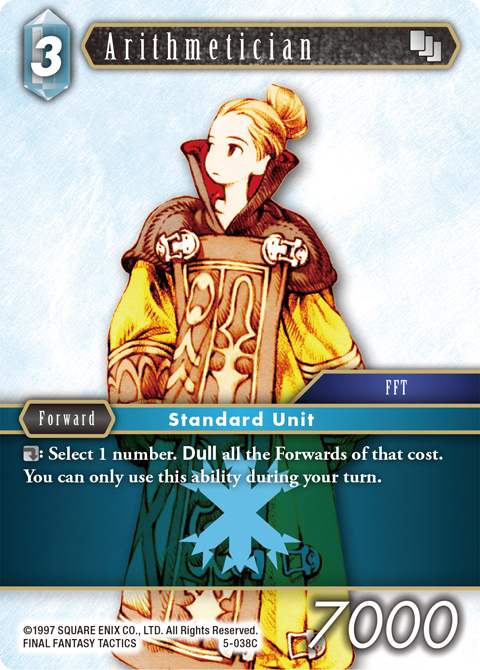 3
Arithmetician
FFT
Forward
Standard Unit
: Select 1 number. Dull all the Forwards of that cost.
You can only use this ability during your turn.
©1997 SQUARE ENIX CO., LTD. All Rights Reserved.
FINAL FANTASY TACTICS
5-038C
7000